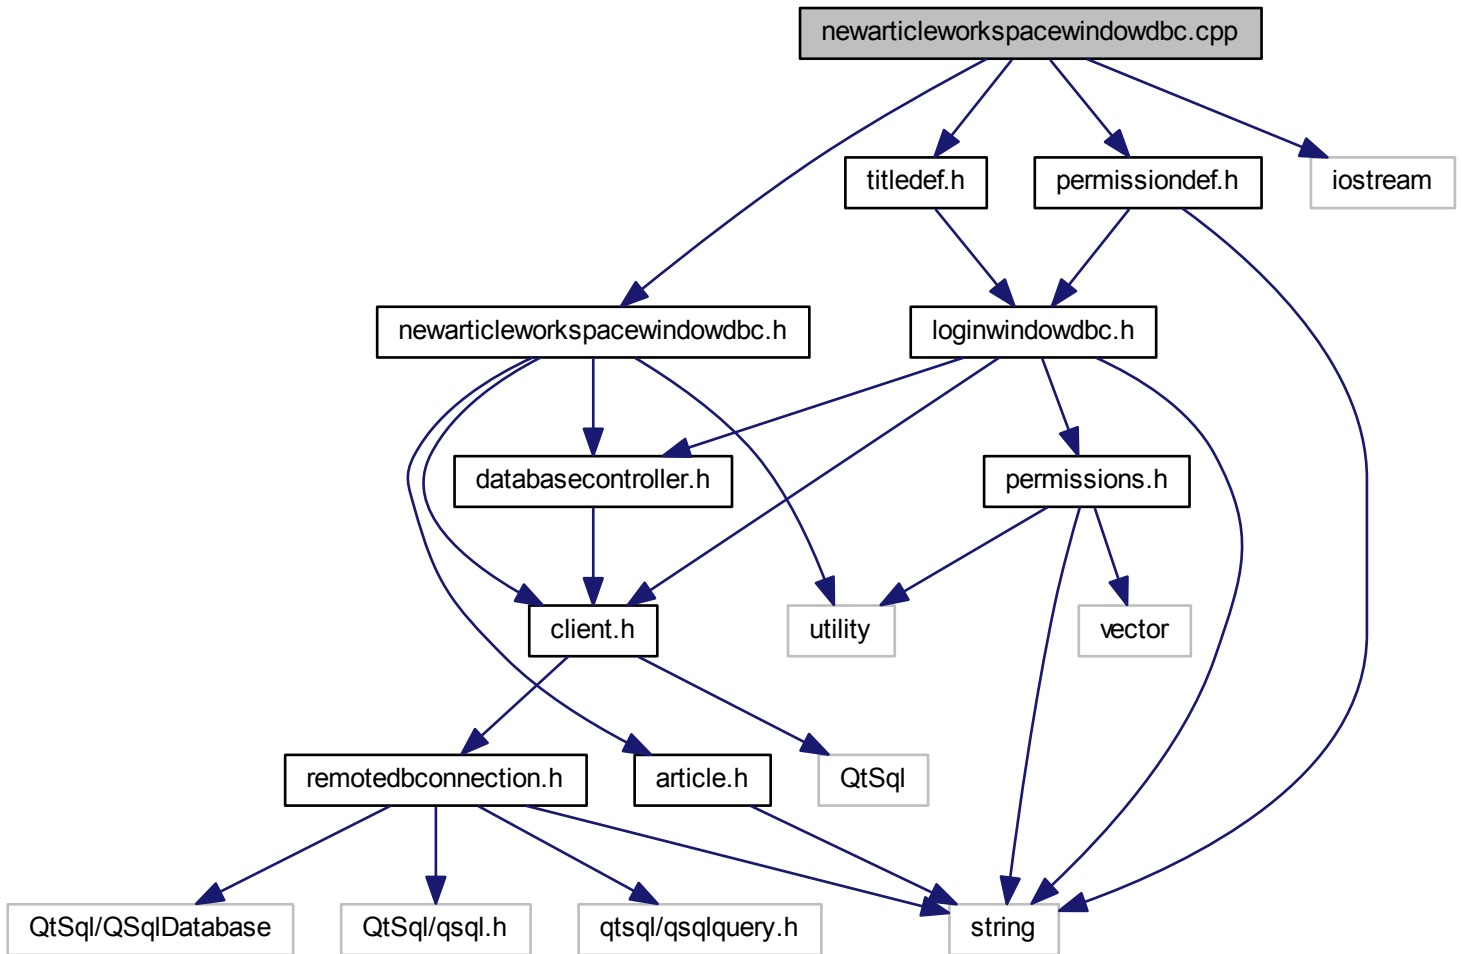 newarticleworkspacewindowdbc.cpp
titledef.h
permissiondef.h
iostream
newarticleworkspacewindowdbc.h
loginwindowdbc.h
databasecontroller.h
permissions.h
client.h
utility
vector
remotedbconnection.h
article.h
QtSql
QtSql/QSqlDatabase
QtSql/qsql.h
qtsql/qsqlquery.h
string